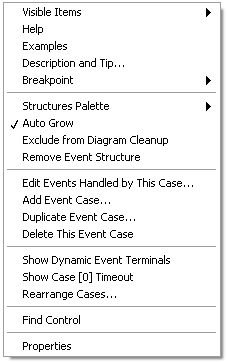 Visible Items
Help
Examples
Description and Tip...
Breakpoint
Structures Palette
Auto Grow
Exclude from Diagram Cleanup
Remove Event Structure
Edit Events Handled by This Case...
Add Event Case...
Duplicate Event Case...
Delete This Event Case
Show Dynamic Event Terminals
Show Case [0] Timeout
Rearrange Cases...
Find Control
Properties